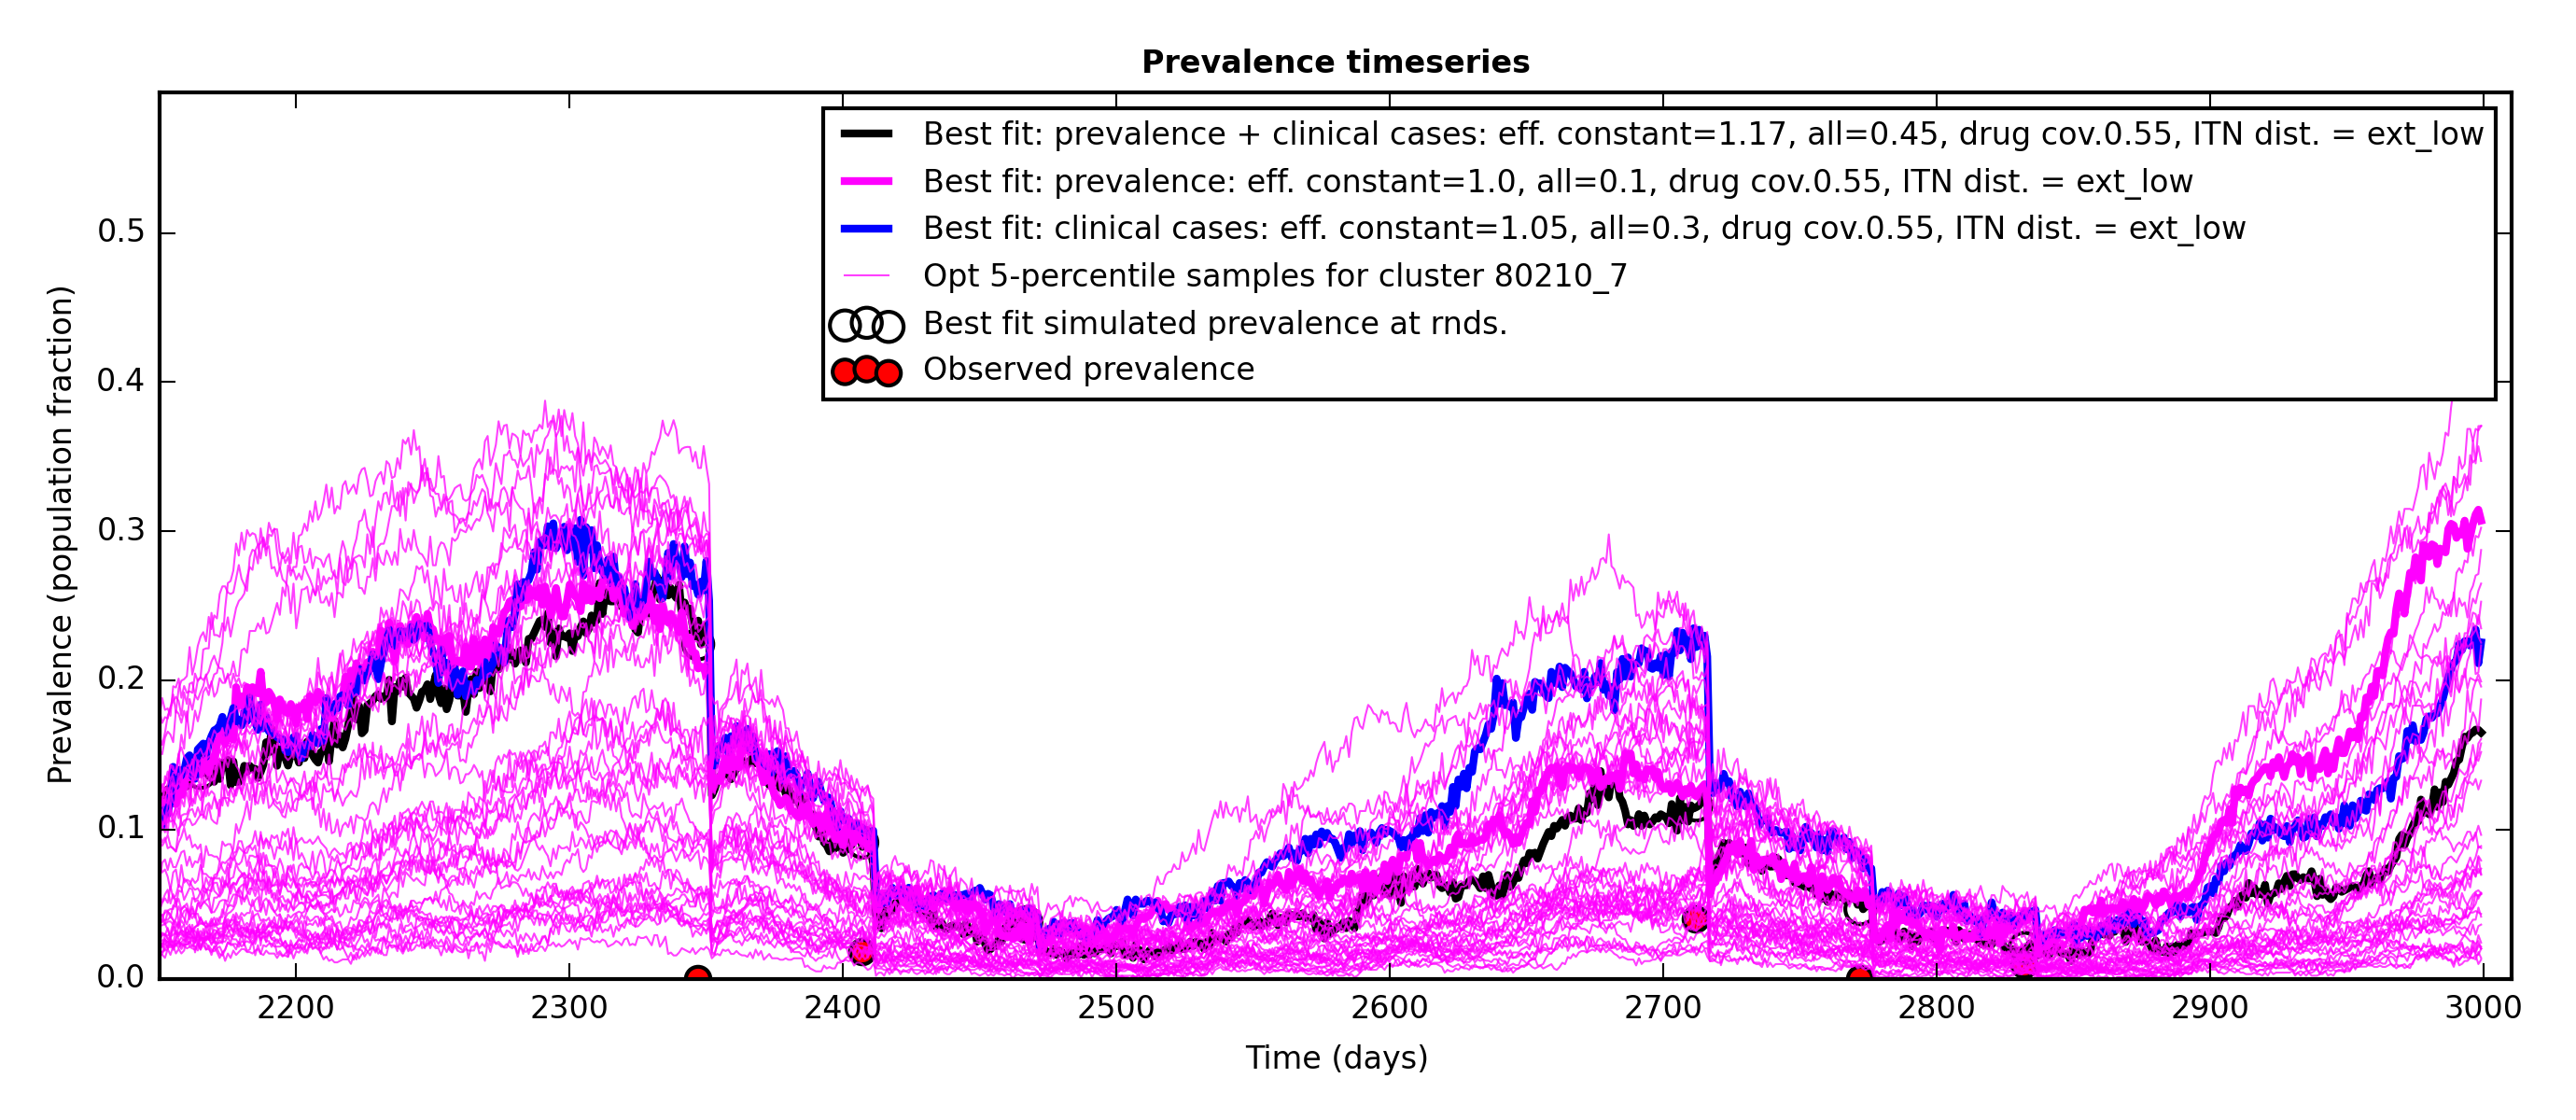 Prevalence timeseries
Best fit: prevalence + clinical cases: eff. constant=1.17, all=0.45, drug cov.0.55, ITN dist. = ext_low
Best fit: prevalence: eff. constant=1.0, all=0.1, drug cov.0.55, ITN dist. = ext_low
Best fit: clinical cases: eff. constant=1.05, all=0.3, drug cov.0.55, ITN dist. = ext_low
Opt 5-percentile samples for cluster 80210_7
Best fit simulated prevalence at rnds.
Observed prevalence
Prevalence (population fraction)
0.5
0.4
0.3
0.2
0.1
0.0
2200 2300 2400 2500 2600 2700 2800 2900 3000
Time (days)